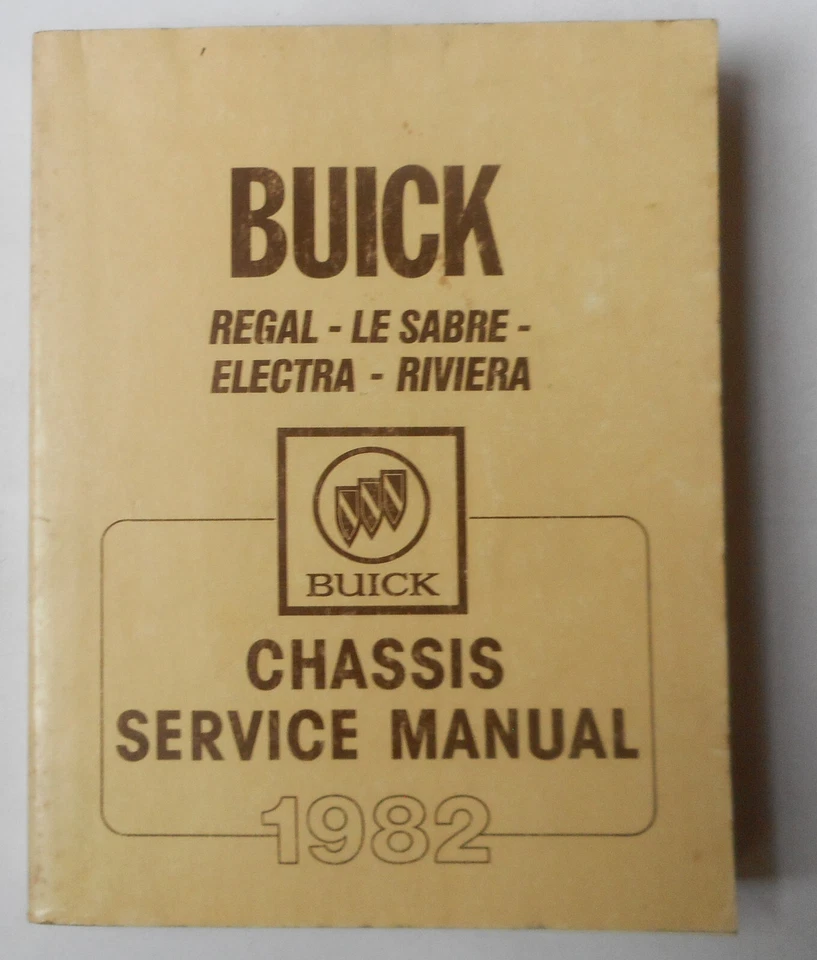 BUICK
REGAL - LE SABRE -
ELECTRA - RIVIERA
BUICK
CHASSIS
SERVICE MANUAL
1982